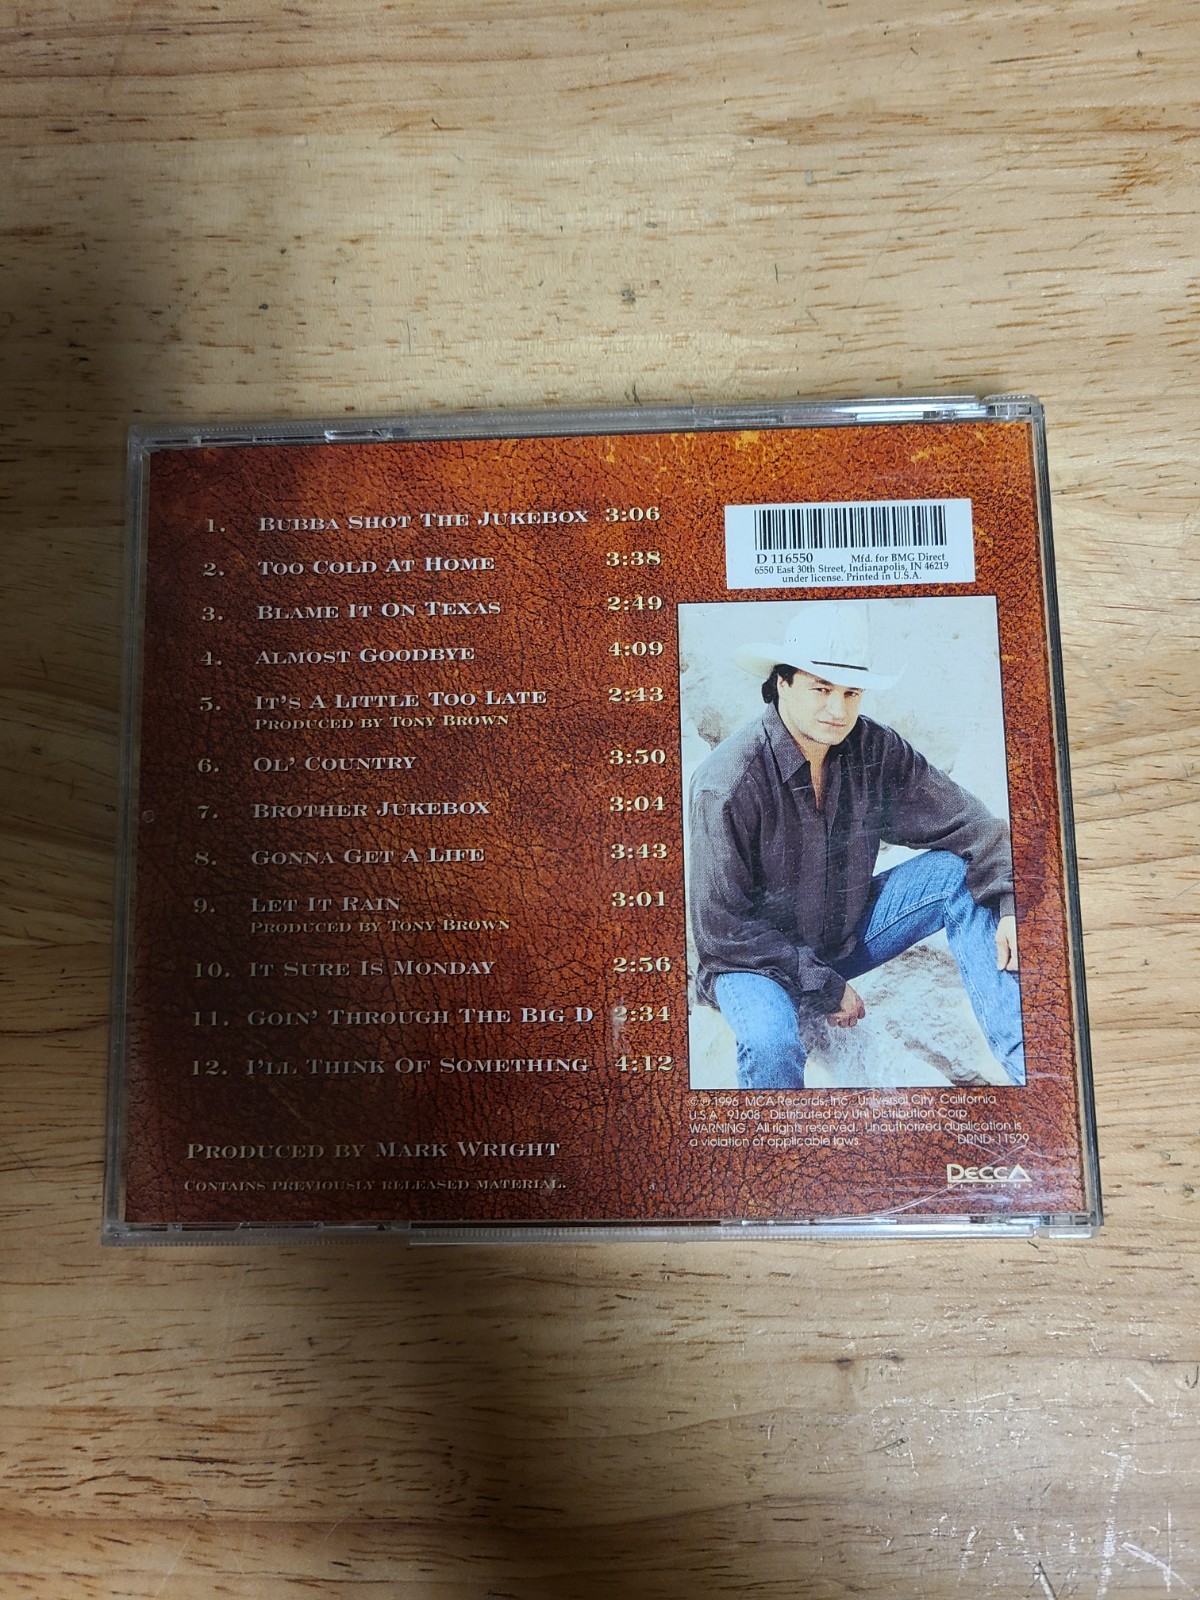 1. BUBBA SHOT THE JUKEBOX 3:06
2. TOO COLD AT HOME 3:38
3. BLAME IT ON TEXAS 2:49
4. ALMOST GOODBYE 4:09
5. IT'S A LITTLE TOO LATE 2:43
PRODUCED BY TONY BROWN
6. OL' COUNTRY 3:50
7. BROTHER JUKEBOX 3:04
8. GONNA GET A LIFE 3:43
9. LET IT RAIN 3:01
PRODUCED BY TONY BROWN
10. IT SURE IS MONDAY 2:56
11. GOIN' THROUGH THE BIG D 2:34
12. I'LL THINK OF SOMETHING 4:12
PRODUCED BY MARK WRIGHT
CONTAINS PREVIOUSLY RELEASED MATERIAL.
D 116550 Mfd. for BMG Direct
6550 East 30th Street, Indianapolis, IN 46219
under license. Printed in U.S.A.
© ℗ 1996 MCA Records, Inc. Universal City, California
U.S.A. 91608. Distributed by Uni Distribution Corp.
WARNING: All rights reserved. Unauthorized duplication is
a violation of applicable laws. DRND-11529
DECCA
RECORDS